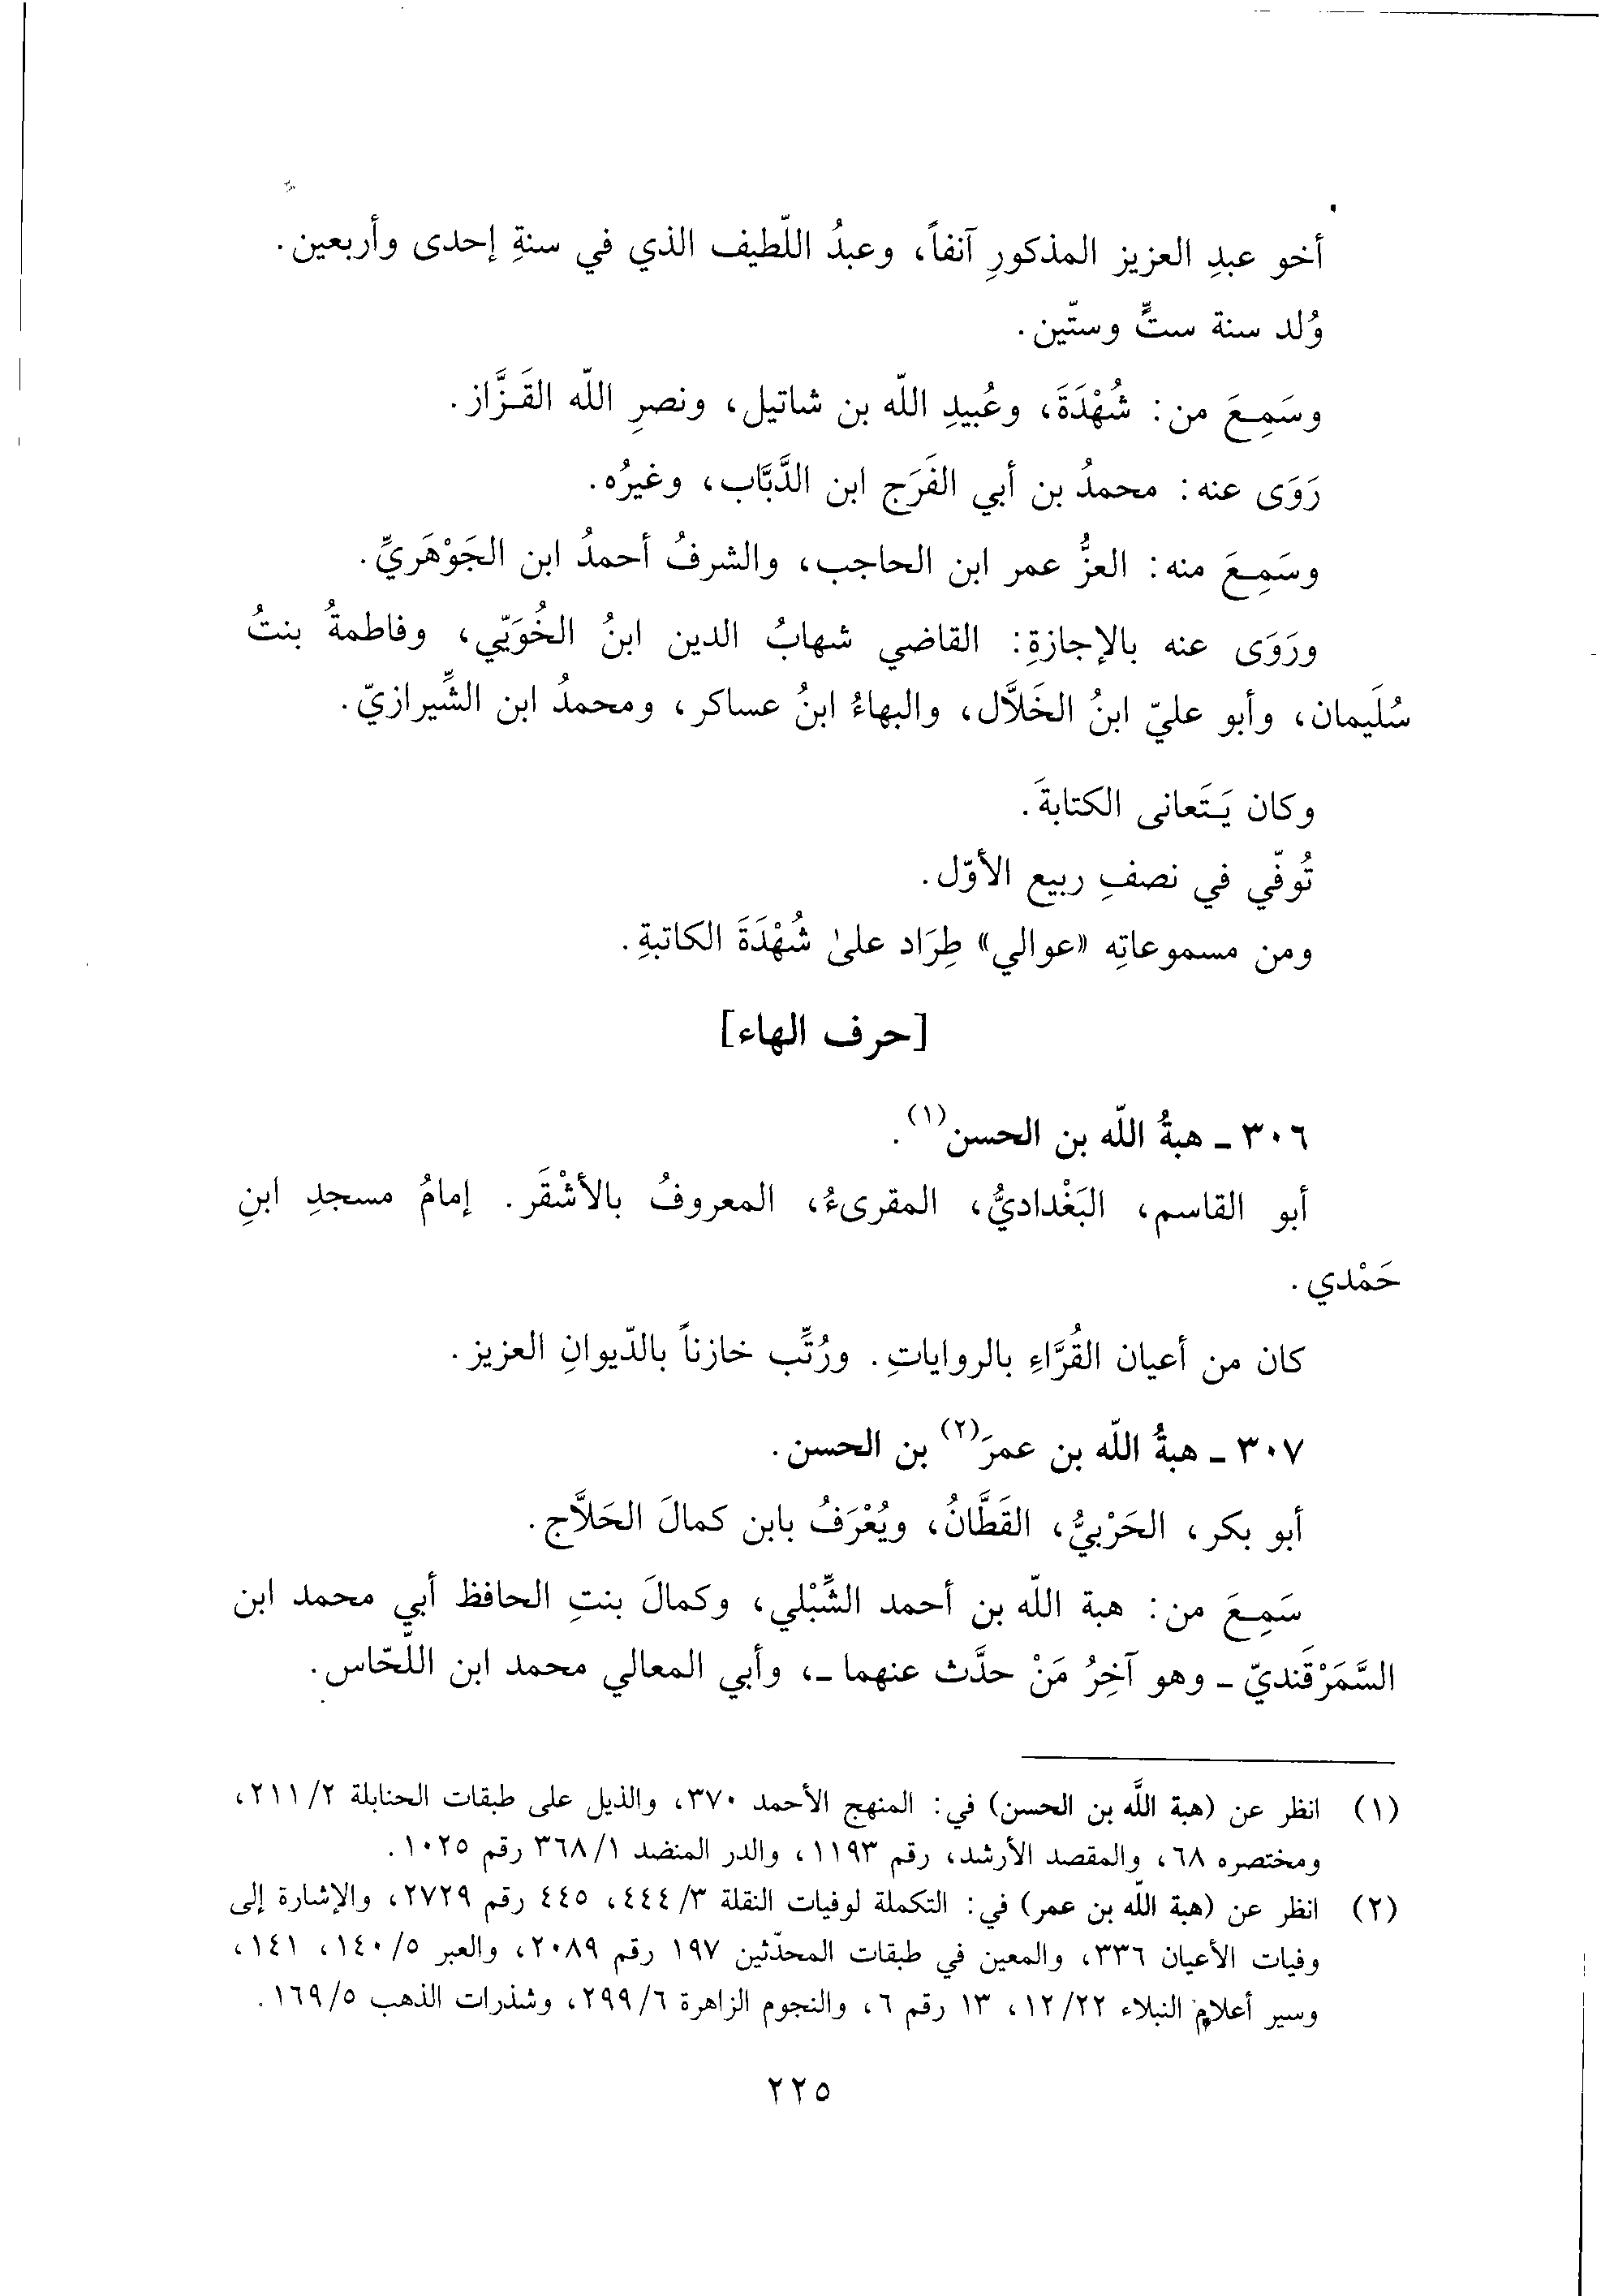 أخو عبدِ العزيز المذكورِ آنفاً، وعبدُ اللّطيف الذي في سنةِ إحدى وأربعين.
وُلد سنة ستٍّ وستّين.
وسَمِعَ من: شُهْدَةَ، وعُبيدِ اللّه بن شاتيل، ونصرِ اللّه القَزَّاز.
رَوَى عنه: محمدُ بن أبي الفَرَج ابن الدَّبَّاب، وغيرُه.
وسَمِعَ منه: العزُّ عمر ابن الحاجب، والشرفُ أحمدُ ابن الجَوْهَريِّ.
ورَوَى عنه بالإجازةِ: القاضي شهابُ الدين ابنُ الخُوَيّي، وفاطمةُ بنتُ
سُلَيمان، وأبو عليّ ابنُ الخَلاَّل، والبهاءُ ابنُ عساكر، ومحمدُ ابن الشِّيرازيّ.
وكان يَتَعانى الكتابةَ.
تُوفّي في نصفِ ربيع الأوّل.
ومن مسموعاتِه «عوالي» طِرَاد علىٰ شُهْدَةَ الكاتبةِ.
[حرف الهاء]
٣٠٦ ـ هبةُ اللّه بن الحسن(١).
أبو القاسم، البَغْداديُّ، المقرىءُ، المعروفُ بالأشْقَر. إمامُ مسجدِ ابنِ
حَمْدي.
كان من أعيان القُرَّاءِ بالرواياتِ. ورُتِّب خازناً بالدّيوانِ العزيز.
٣٠٧ ـ هبةُ اللّه بن عمرَ(٢) بن الحسن.
أبو بكر، الحَرْبيُّ، القَطَّانُ، ويُعْرَفُ بابن كمالَ الحَلاَّج.
سَمِعَ من: هبة اللّه بن أحمد الشِّبْلي، وكمالَ بنتِ الحافظ أبي محمد ابن
السَّمَرْقَنديّ ـ وهو آخِرُ مَنْ حدَّث عنهما ـ، وأبي المعالي محمد ابن اللّحّاس.
(١) انظر عن (هبة اللَّه بن الحسن) في: المنهج الأحمد ٣٧٠، والذيل على طبقات الحنابلة ٢/ ٢١١،
ومختصره ٦٨، والمقصد الأرشد، رقم ١١٩٣، والدر المنضد ١/ ٣٦٨ رقم ١٠٢٥.
(٢) انظر عن (هبة اللّه بن عمر) في: التكملة لوفيات النقلة ٣/ ٤٤٤، ٤٤٥ رقم ٢٧٢٩، والإشارة إلى
وفيات الأعيان ٣٣٦، والمعين في طبقات المحدّثين ١٩٧ رقم ٢٠٨٩، والعبر ٥/ ١٤٠، ١٤١،
وسير أعلام النبلاء ٢٢/ ١٢، ١٣ رقم ٦، والنجوم الزاهرة ٦/ ٢٩٩، وشذرات الذهب ٥/ ١٦٩.
٢٢٥